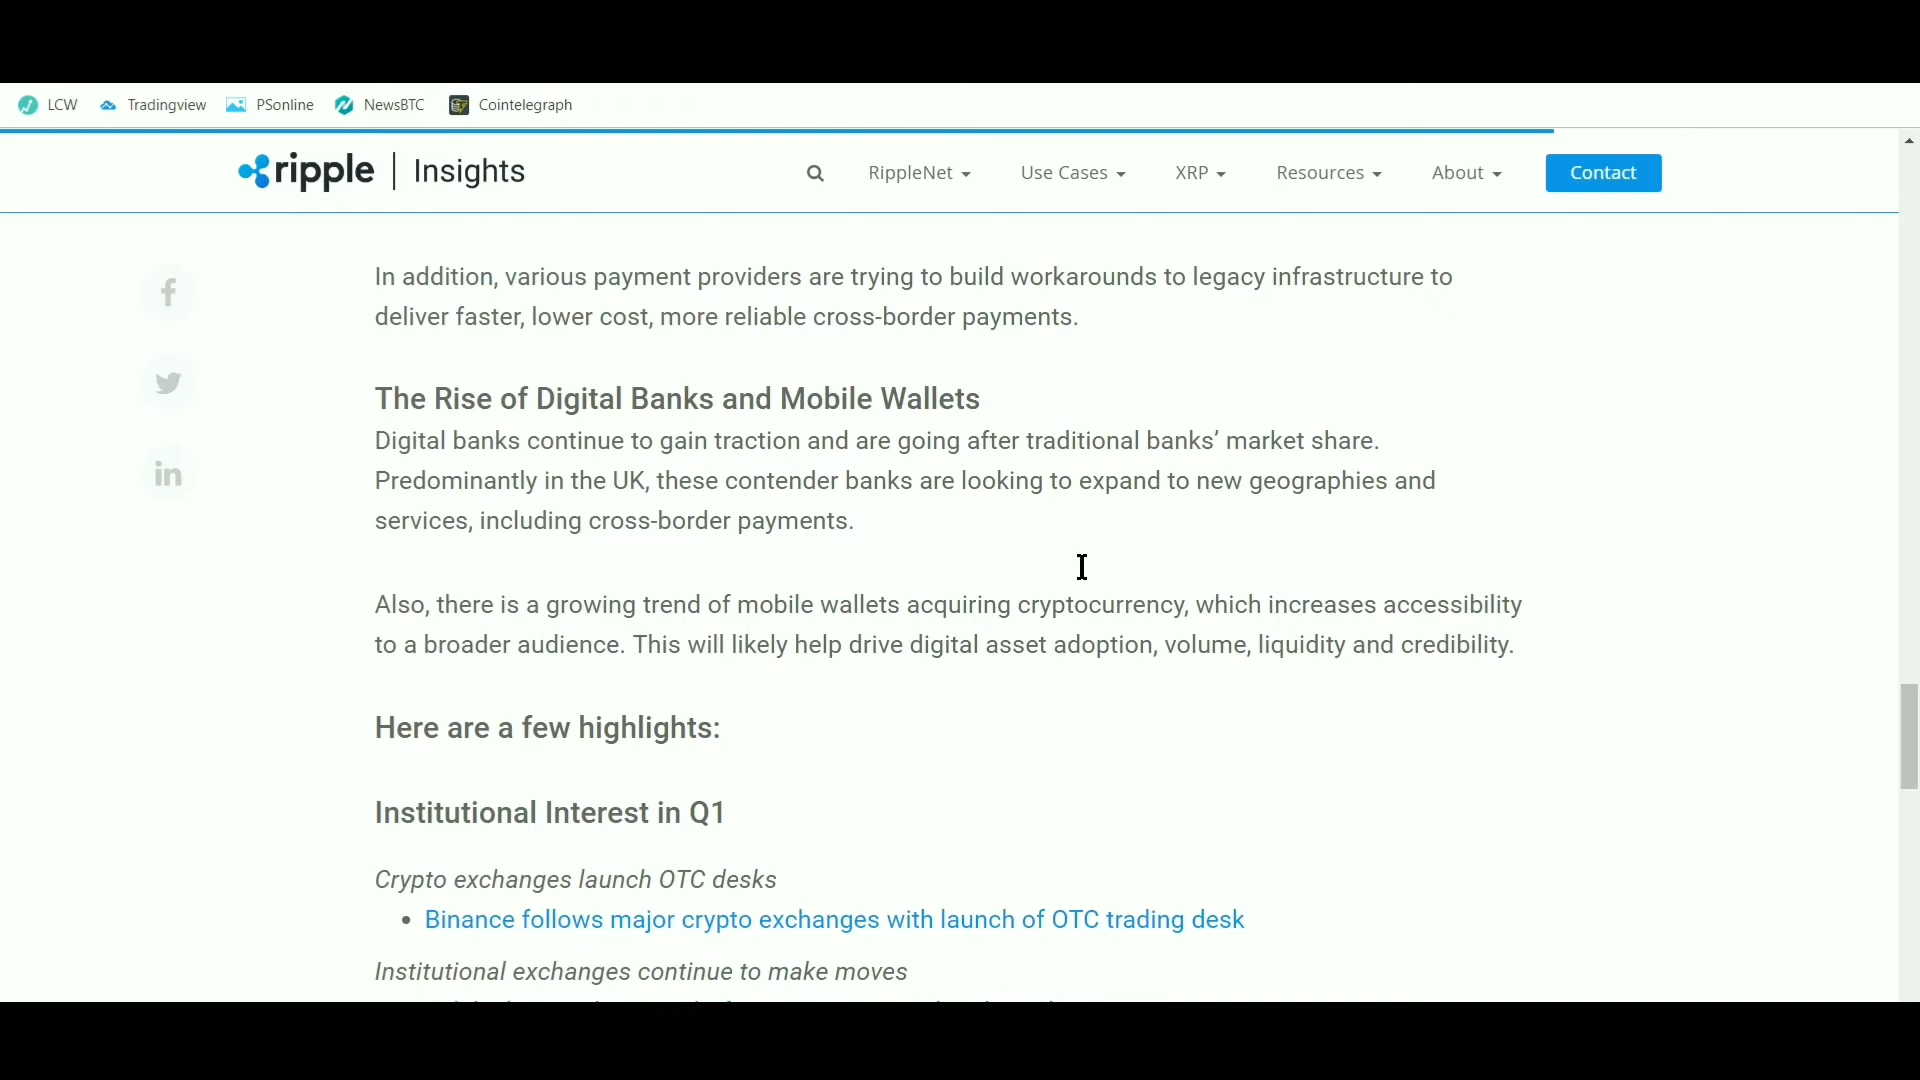 LCW Tradingview PSonline NewsBTC Cointelegraph
ripple | Insights RippleNet Use Cases XRP Resources About Contact
In addition, various payment providers are trying to build workarounds to legacy infrastructure to
deliver faster, lower cost, more reliable cross-border payments.
The Rise of Digital Banks and Mobile Wallets
Digital banks continue to gain traction and are going after traditional banks’ market share.
Predominantly in the UK, these contender banks are looking to expand to new geographies and
services, including cross-border payments.
Also, there is a growing trend of mobile wallets acquiring cryptocurrency, which increases accessibility
to a broader audience. This will likely help drive digital asset adoption, volume, liquidity and credibility.
Here are a few highlights:
Institutional Interest in Q1
Crypto exchanges launch OTC desks
• Binance follows major crypto exchanges with launch of OTC trading desk
Institutional exchanges continue to make moves